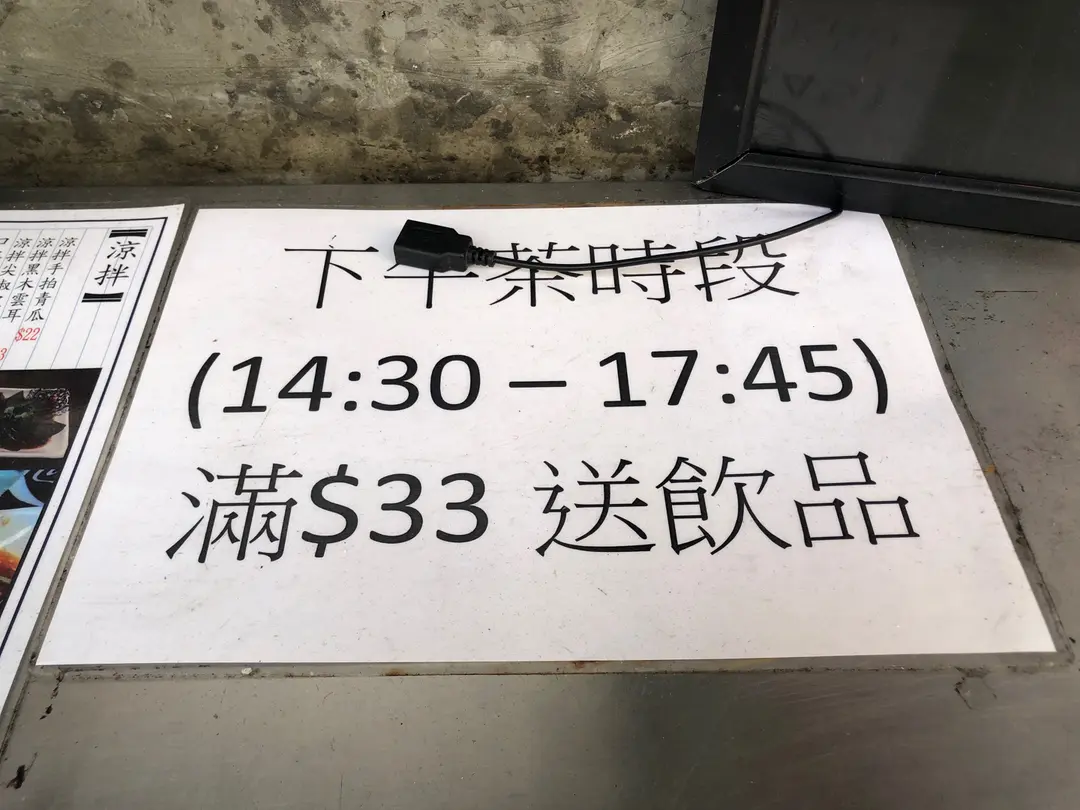 下午茶時段
(14:30 – 17:45)
滿$33 送飲品
【涼拌】
涼拌手拍青瓜
涼拌黑木雲耳
$22